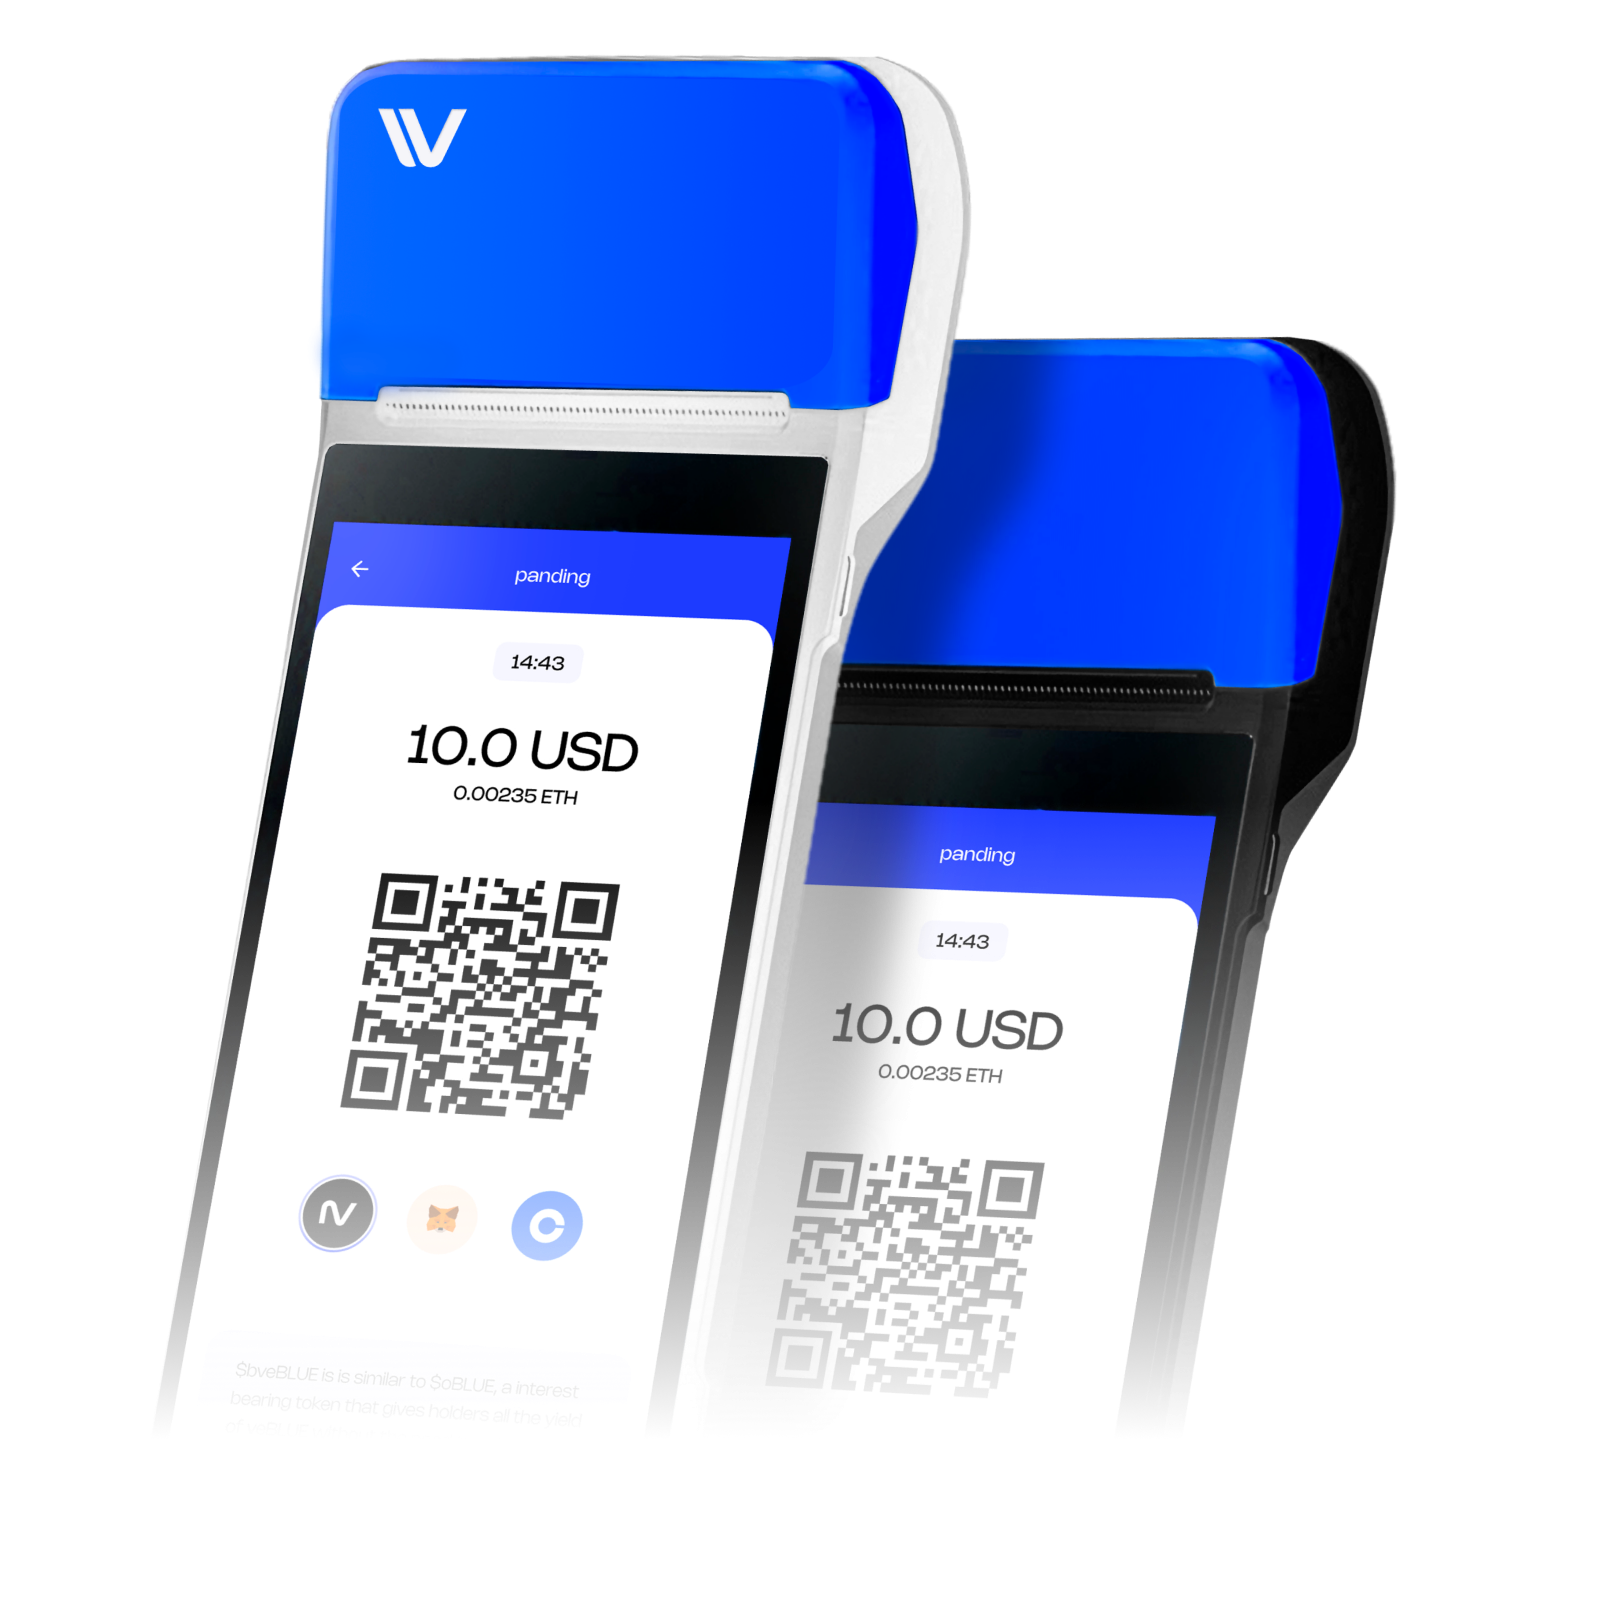 panding
14:43
10.0 USD
0.00235 ETH
$bveBLUE is is similar to $oBLUE, a interest
bearing token that gives holders all the yield
panding
14:43
10.0 USD
0.00235 ETH